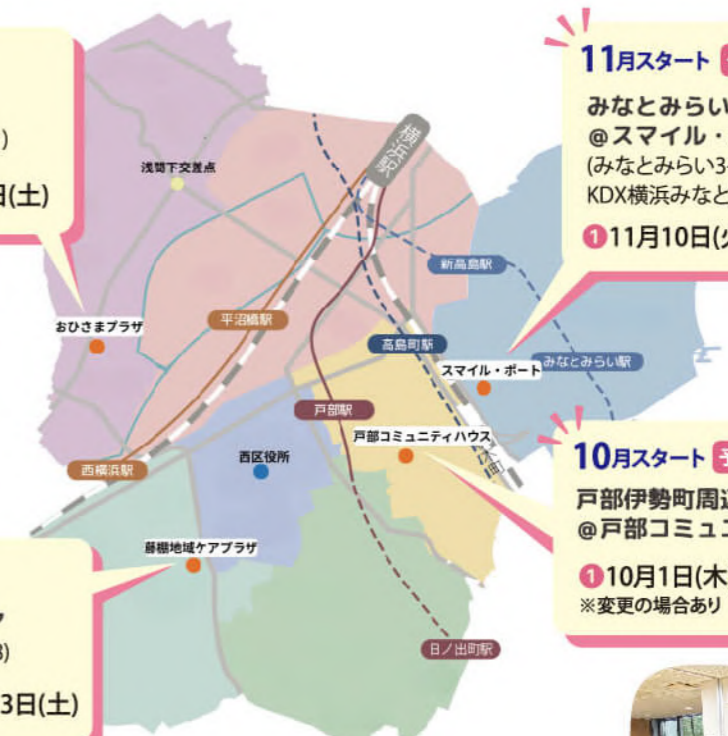 11月スタート
みなとみらい
@スマイル・
(みなとみらい3
KDX横浜みなと
❶11月10日(
)
日(土)
横浜駅
浅間下交差点
新高島駅
おひさまプラザ
平沼橋駅
高島町駅
みなとみらい駅
スマイル・ポート
戸部駅
戸部コミュニティハウス
西区役所
西横浜駅
10月スタート
戸部伊勢町周辺
@戸部コミュニ
❶10月1日(木
※変更の場合あり
藤棚地域ケアプラザ
3)
3日(土)
日ノ出町駅